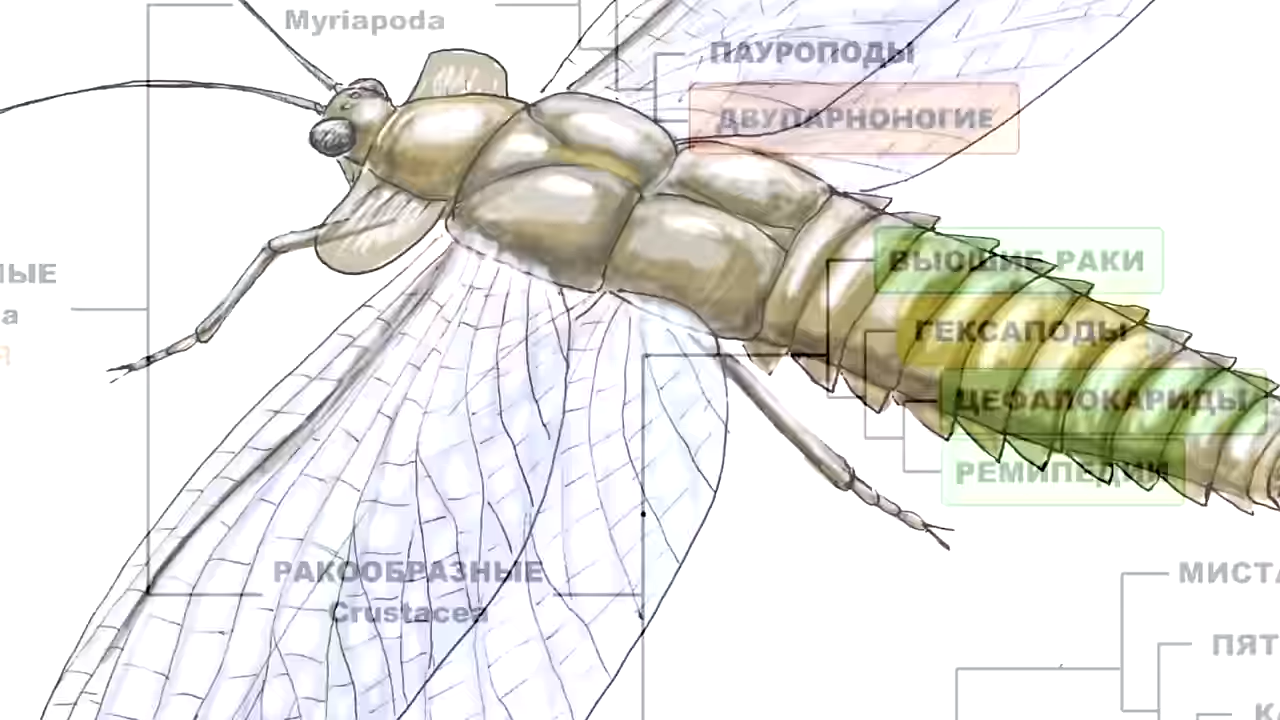 Myriapoda
ПАУРОПОДЫ
ДВУПАРНОНОГИЕ
ВЫСШИЕ РАКИ
ГЕКСАПОДЫ
ЦЕФАЛОКАРИДЫ
РЕМИПЕДИИ
РАКООБРАЗНЫЕ
Crustacea